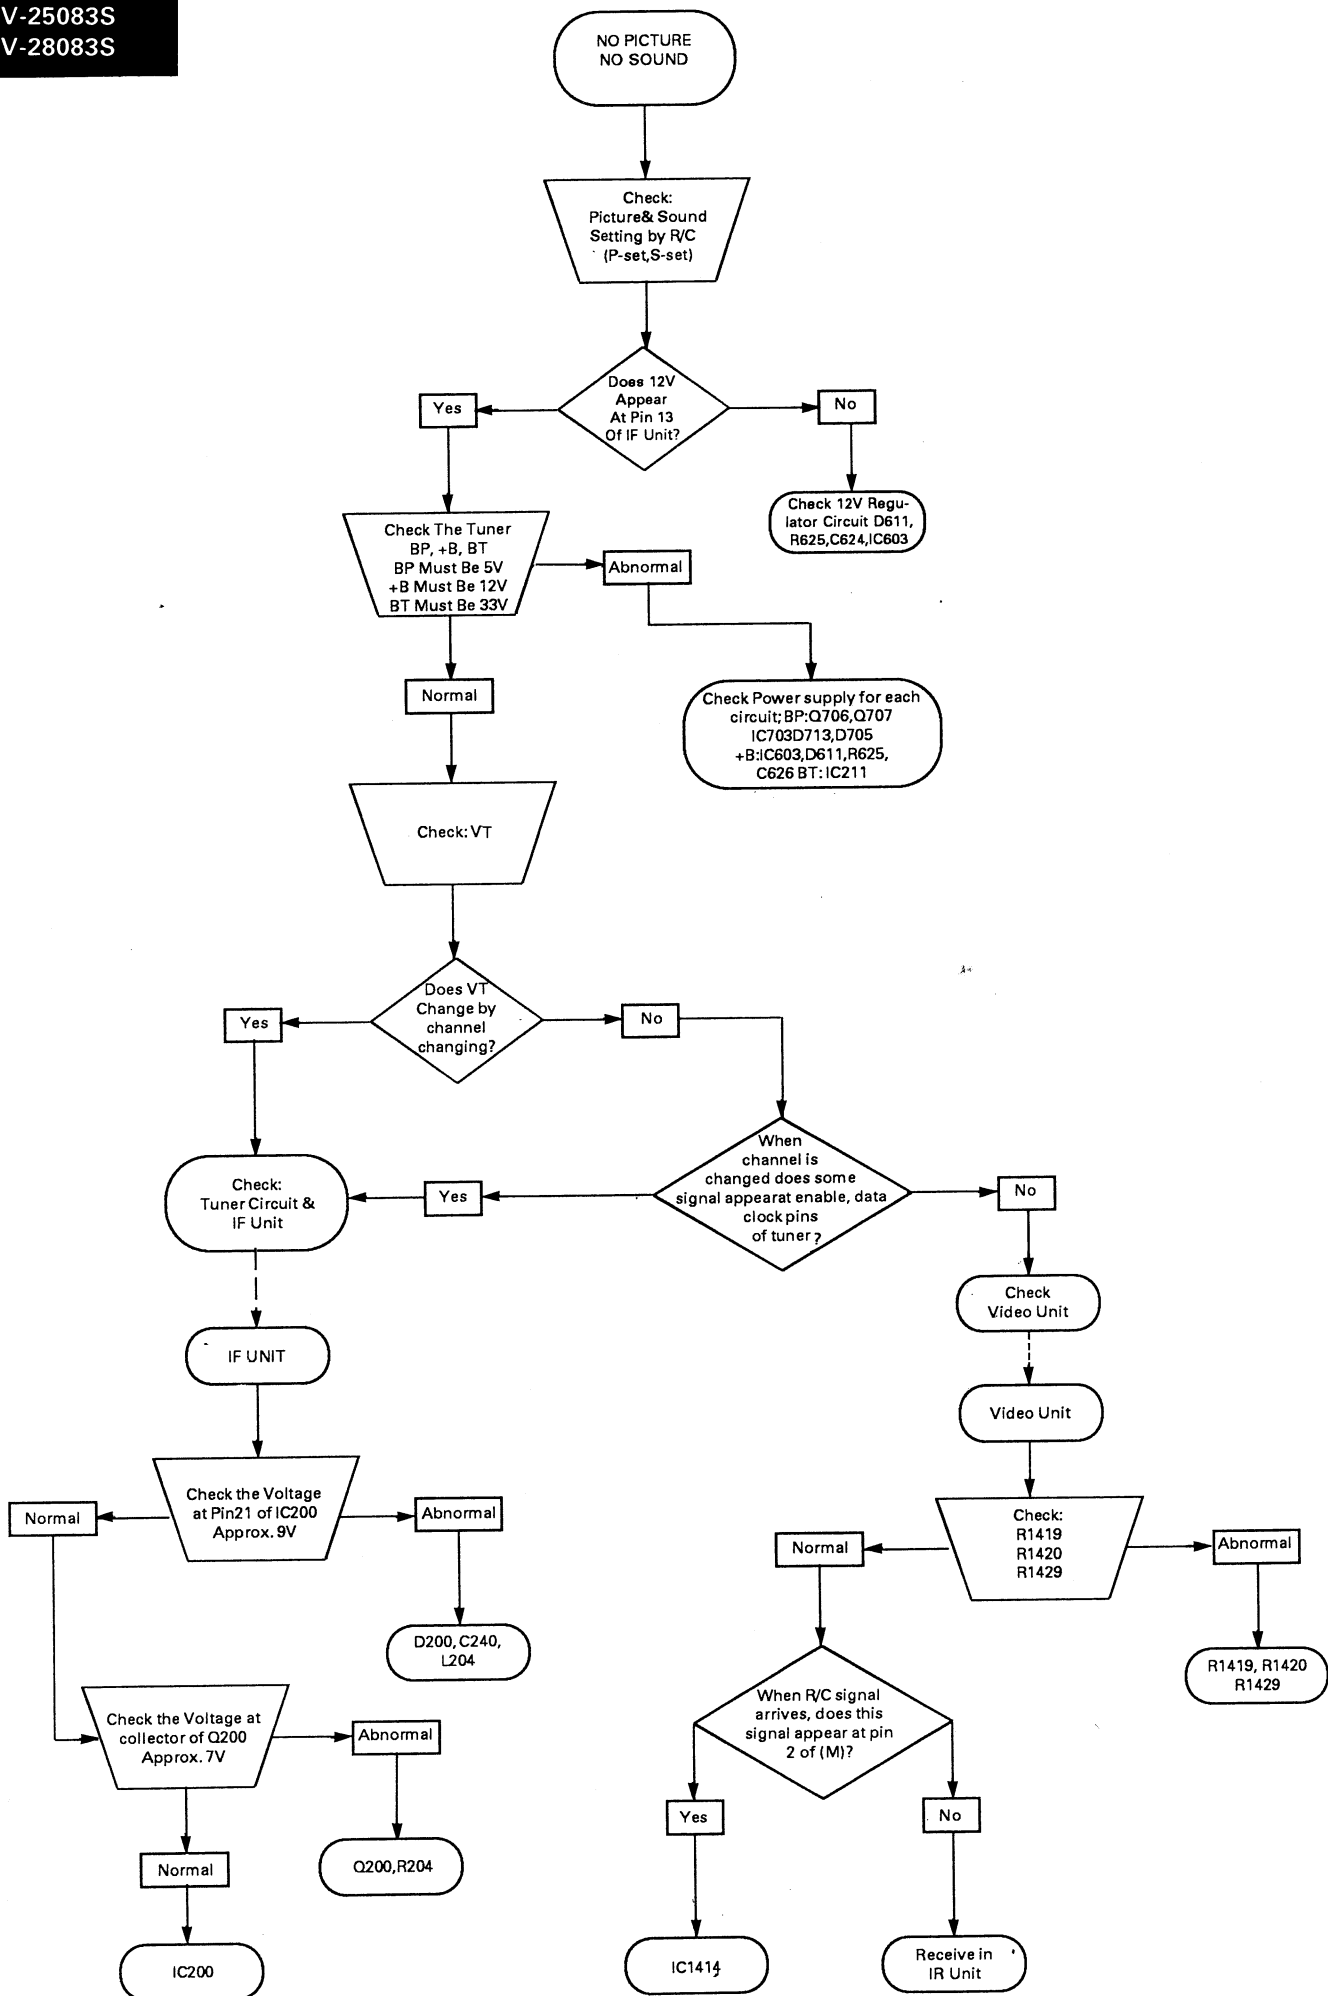 V-25083S
V-28083S
NO PICTURE
NO SOUND
Check:
Picture& Sound
Setting by R/C
(P-set,S-set)
Does 12V
Appear
At Pin 13
Of IF Unit?
Yes
No
Check 12V Regu-
lator Circuit D611,
R625,C624,IC603
Check The Tuner
BP, +B, BT
BP Must Be 5V
+B Must Be 12V
BT Must Be 33V
Abnormal
Normal
Check Power supply for each
circuit; BP:Q706,Q707
IC703D713,D705
+B:IC603,D611,R625,
C626 BT: IC211
Check: VT
Does VT
Change by
channel
changing?
Yes
No
When
channel is
changed does some
signal appearat enable, data
clock pins
of tuner?
Yes
No
Check:
Tuner Circuit &
IF Unit
Check
Video Unit
IF UNIT
Video Unit
Check the Voltage
at Pin21 of IC200
Approx. 9V
Normal
Abnormal
D200, C240,
L204
Check:
R1419
R1420
R1429
Normal
Abnormal
R1419, R1420
R1429
Check the Voltage at
collector of Q200
Approx. 7V
Abnormal
Normal
Q200,R204
IC200
When R/C signal
arrives, does this
signal appear at pin
2 of (M)?
Yes
No
IC1414
Receive in
IR Unit